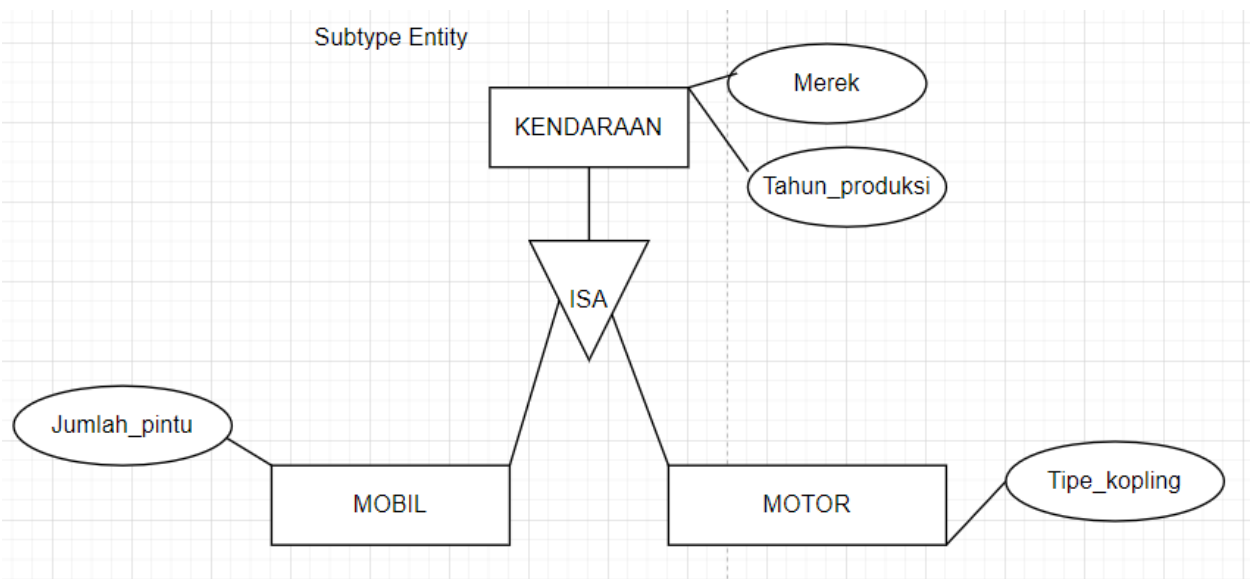 Subtype Entity
Merek
KENDARAAN
Tahun_produksi
ISA
Jumlah_pintu
Tipe_kopling
MOBIL
MOTOR